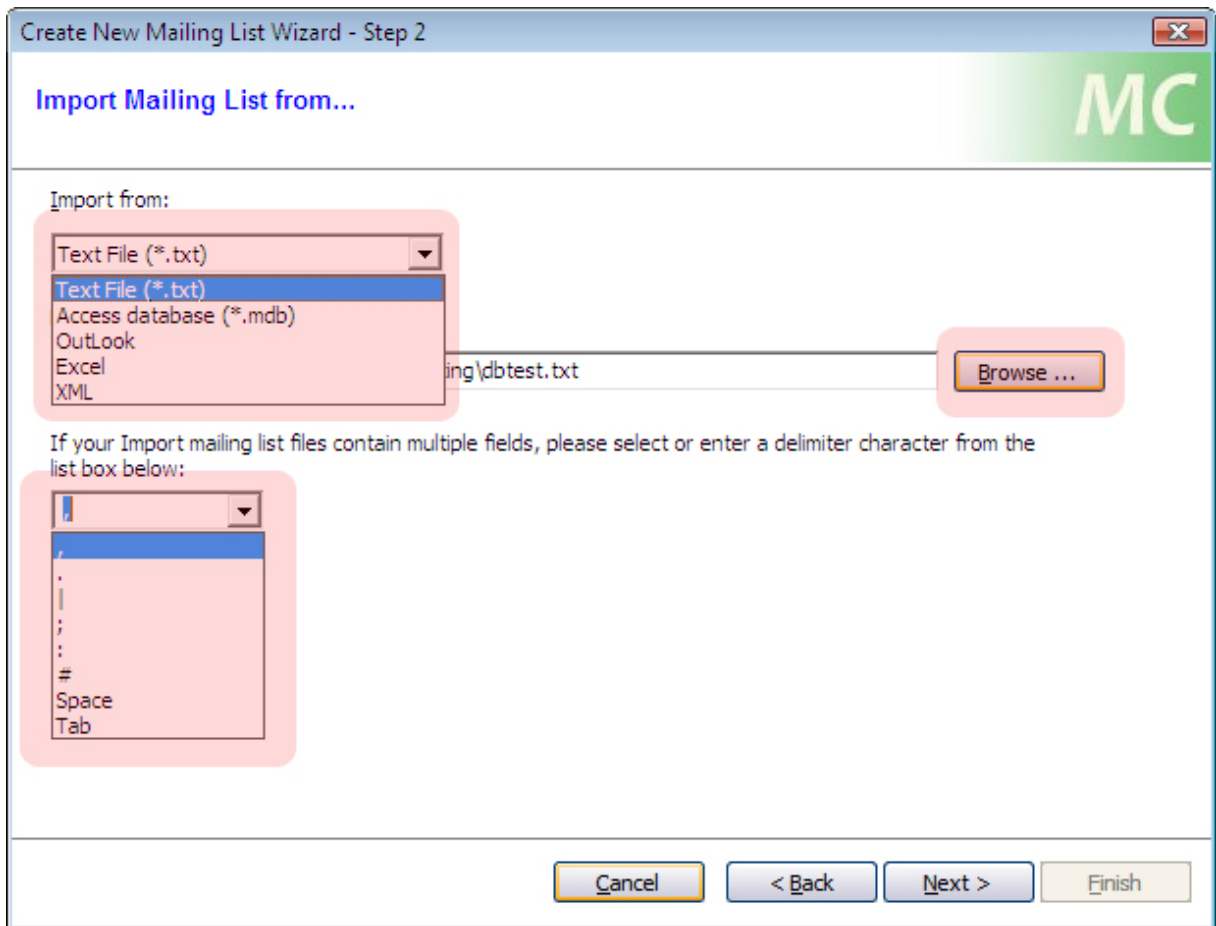 Create New Mailing List Wizard - Step 2
Import Mailing List from...
MC
Import from:
Text File (*.txt)
Text File (*.txt)
Access database (*.mdb)
OutLook
Excel
XML
ing\dbtest.txt
Browse ...
If your Import mailing list files contain multiple fields, please select or enter a delimiter character from the
list box below:
,
,
.
|
;
:
#
Space
Tab
Cancel
< Back
Next >
Finish